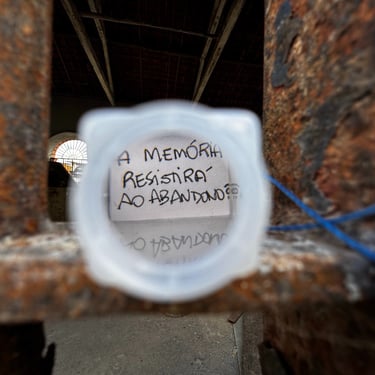 A MEMÓRIA
RESISTIRÁ
AO ABANDONO